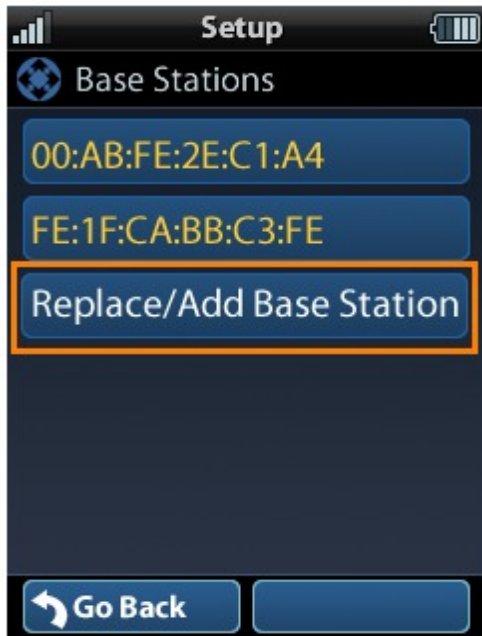 Setup
Base Stations
00:AB:FE:2E:C1:A4
FE:1F:CA:BB:C3:FE
Replace/Add Base Station
Go Back